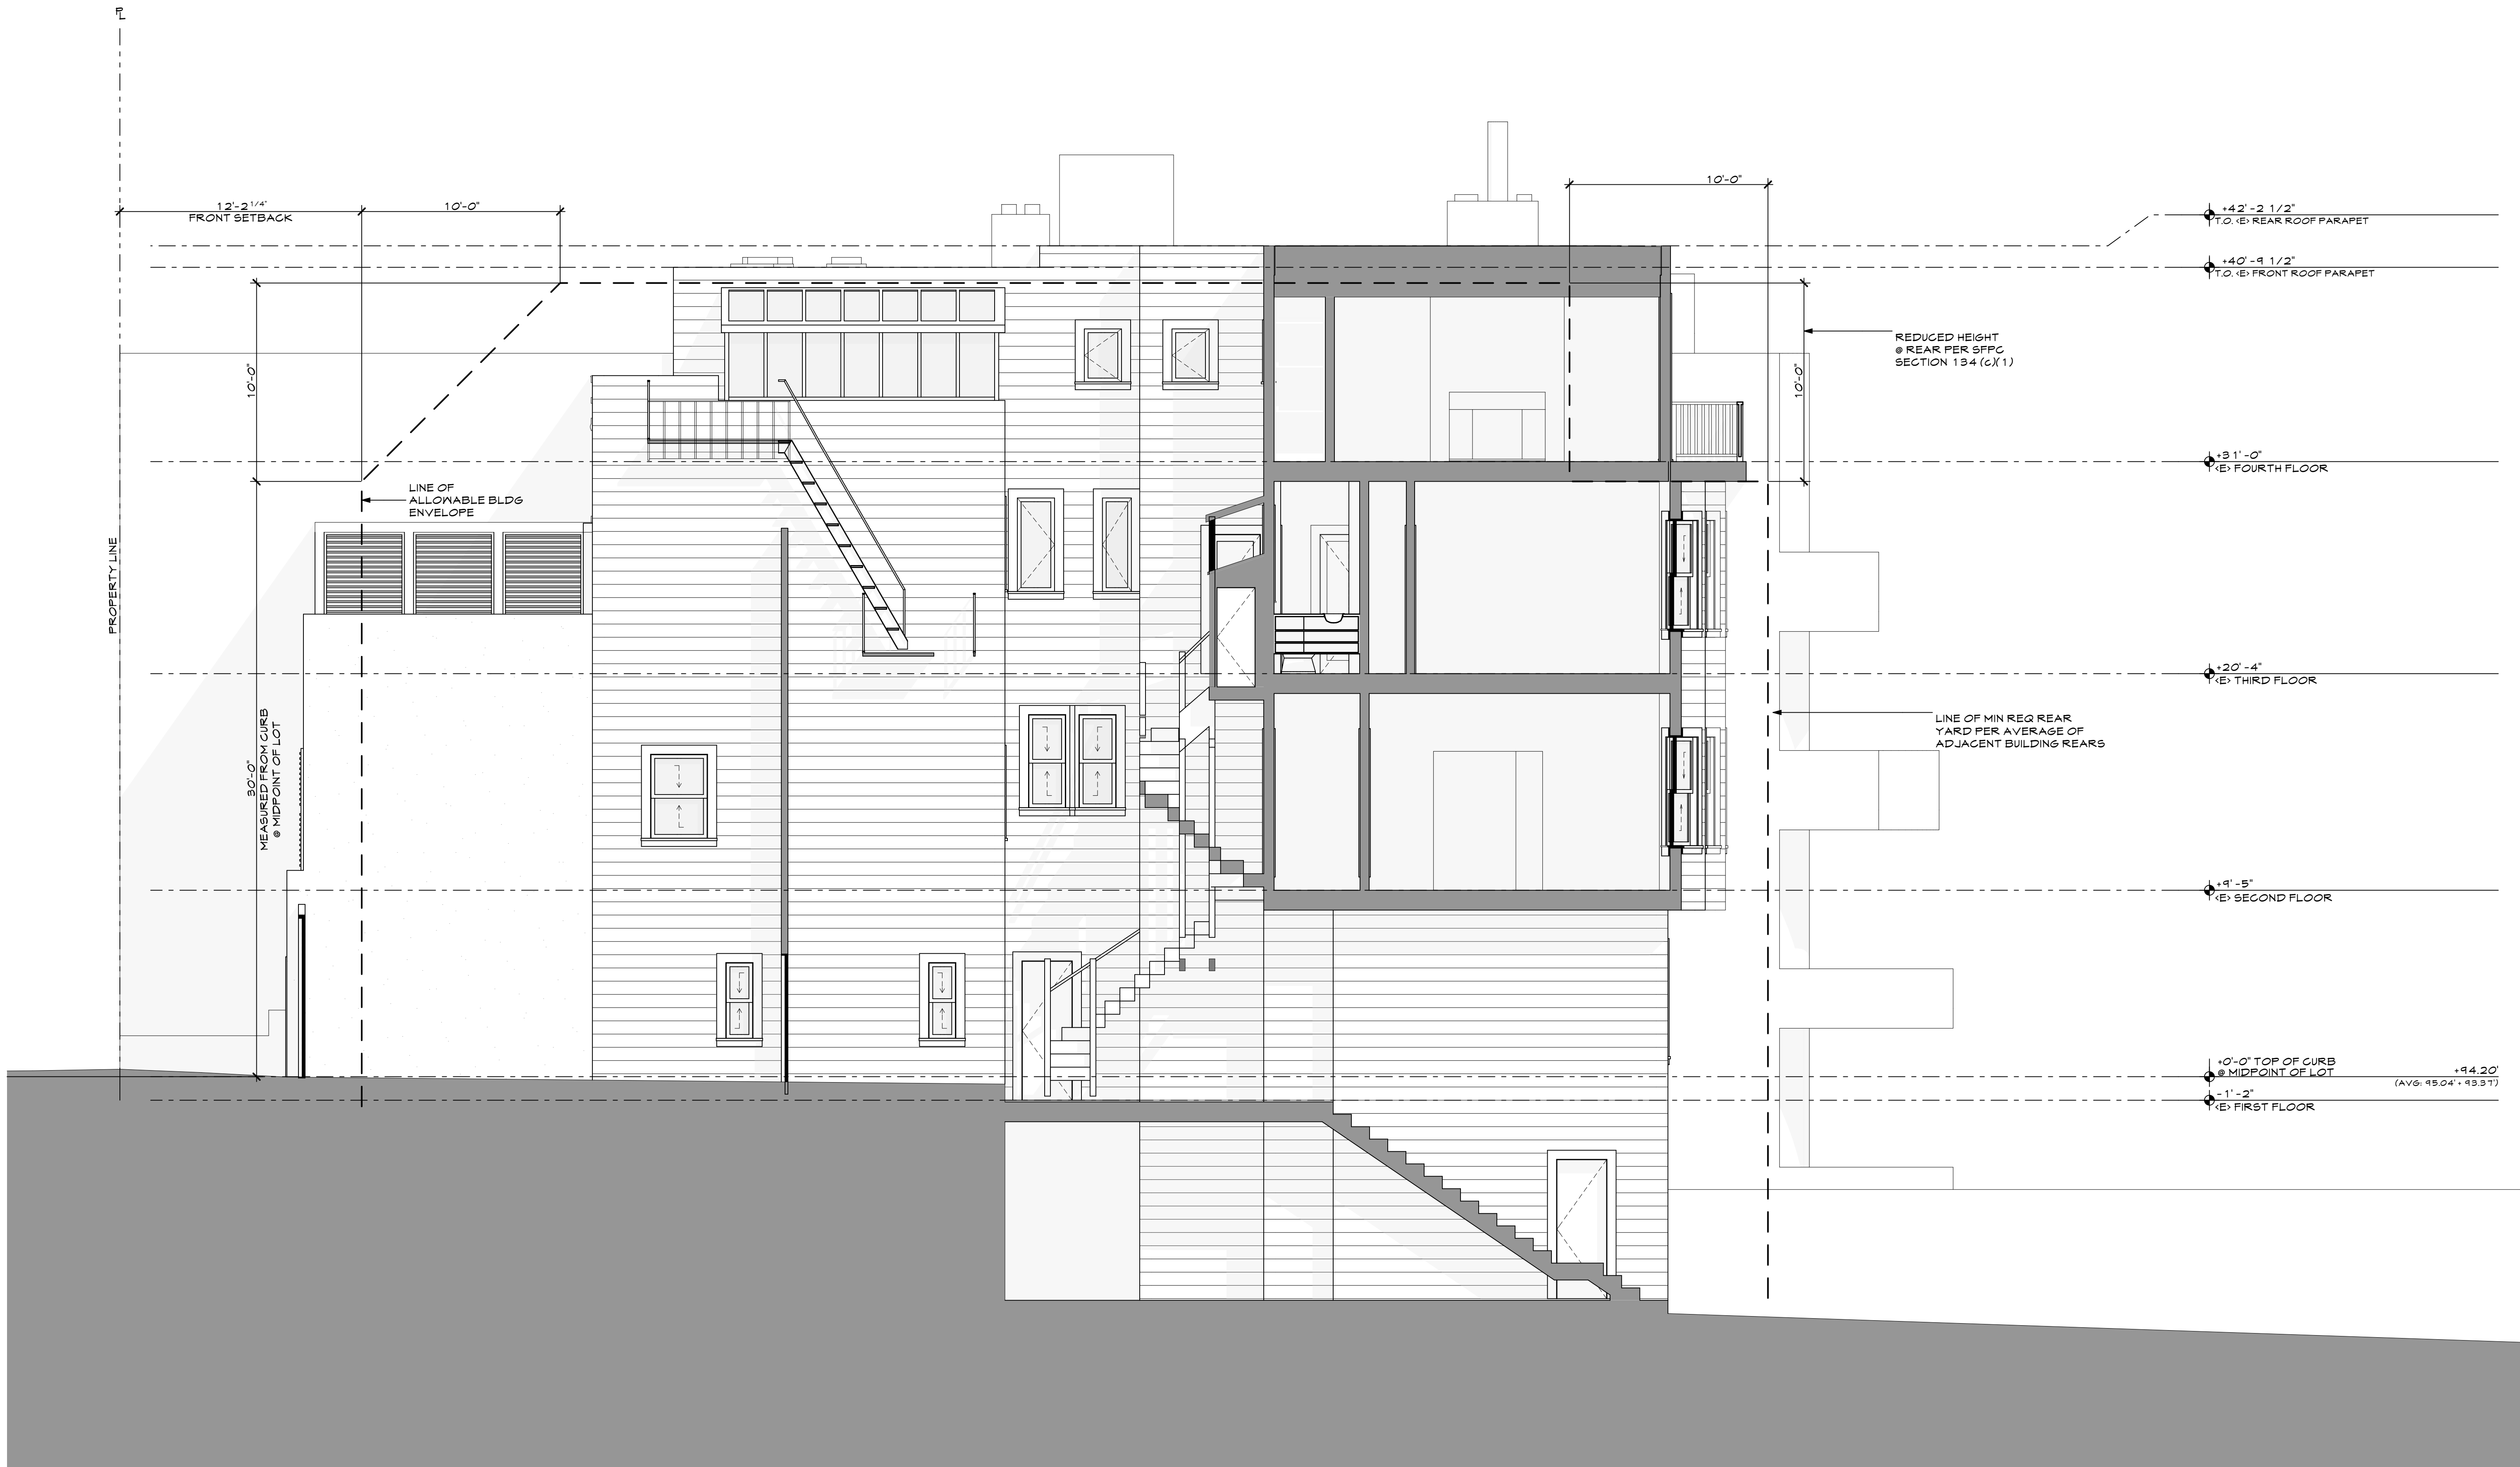 PL
12'-2 1/4"
FRONT SETBACK
10'-0"
10'-0"
+42'-2 1/2"
T.O. <E> REAR ROOF PARAPET
+40'-9 1/2"
T.O. <E> FRONT ROOF PARAPET
10'-0"
10'-0"
REDUCED HEIGHT
@ REAR PER SFPC
SECTION 134 (C)(1)
+31'-0"
<E> FOURTH FLOOR
LINE OF
ALLOWABLE BLDG
ENVELOPE
PROPERTY LINE
+20'-4"
<E> THIRD FLOOR
30'-0"
MEASURED FROM CURB
@ MIDPOINT OF LOT
LINE OF MIN REQ REAR
YARD PER AVERAGE OF
ADJACENT BUILDING REARS
+9'-5"
<E> SECOND FLOOR
+0'-0" TOP OF CURB
@ MIDPOINT OF LOT
+94.20'
(AVG: 95.04' + 93.37')
-1'-2"
<E> FIRST FLOOR